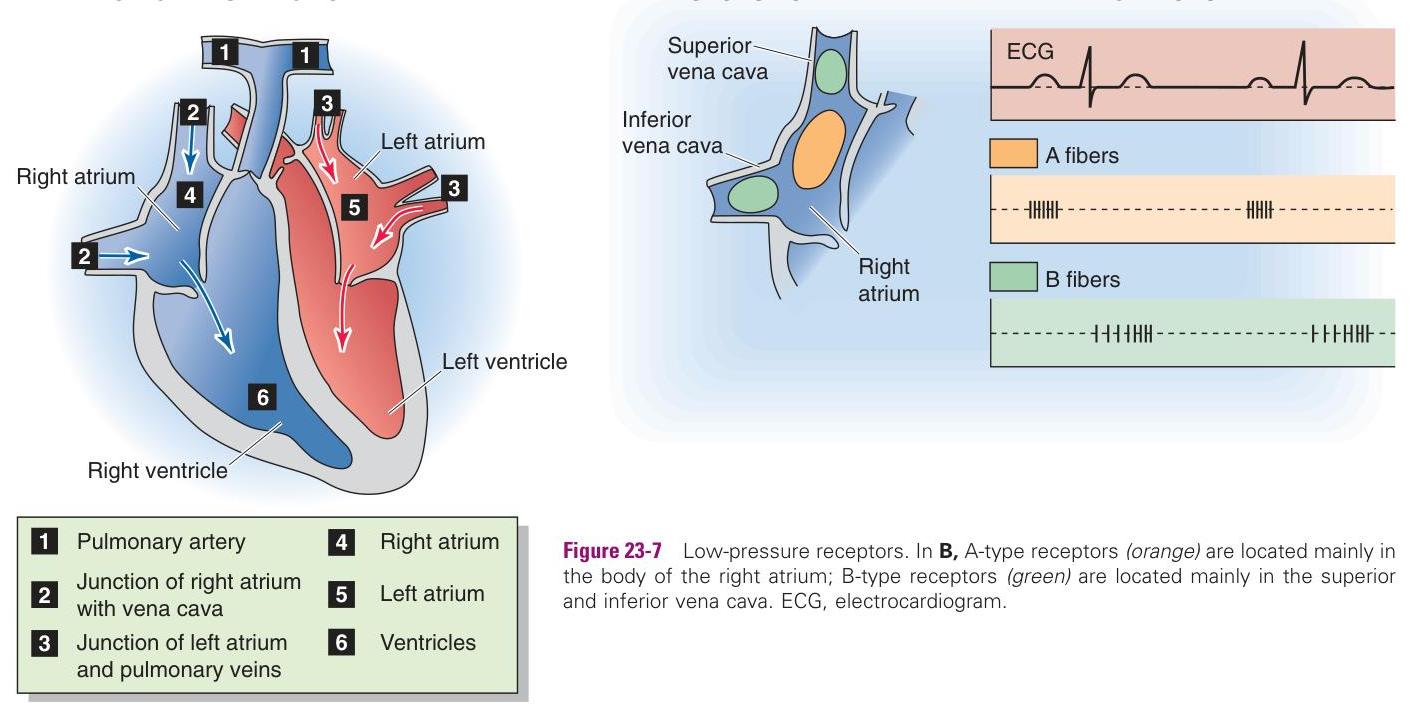 1
1
2
3
Left atrium
Right atrium
4
5
3
2
Left ventricle
6
Right ventricle
1 Pulmonary artery
2 Junction of right atrium
with vena cava
3 Junction of left atrium
and pulmonary veins
4 Right atrium
5 Left atrium
6 Ventricles
Superior
vena cava
Inferior
vena cava
Right
atrium
ECG
A fibers
B fibers
Figure 23-7 Low-pressure receptors. In B, A-type receptors (orange) are located mainly in
the body of the right atrium; B-type receptors (green) are located mainly in the superior
and inferior vena cava. ECG, electrocardiogram.